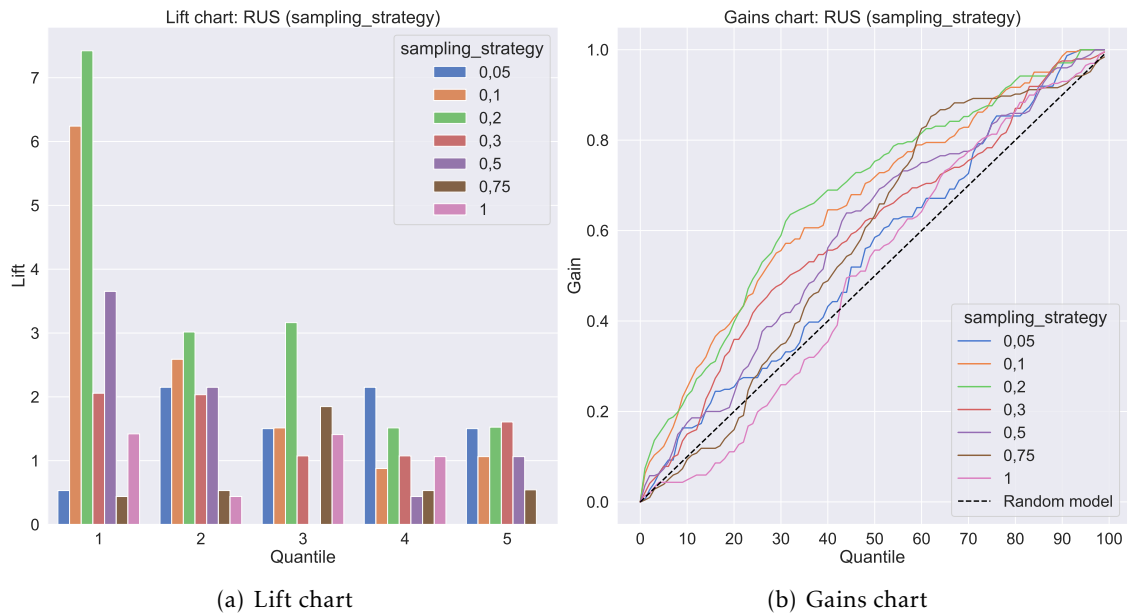 Lift chart: RUS (sampling_strategy)
sampling_strategy
0,05
0,1
0,2
0,3
0,5
0,75
1
7
6
5
4
3
2
1
0
Lift
1 2 3 4 5
Quantile
(a) Lift chart
Gains chart: RUS (sampling_strategy)
1.0
0.8
0.6
0.4
0.2
0.0
Gain
sampling_strategy
0,05
0,1
0,2
0,3
0,5
0,75
1
Random model
0 10 20 30 40 50 60 70 80 90 100
Quantile
(b) Gains chart